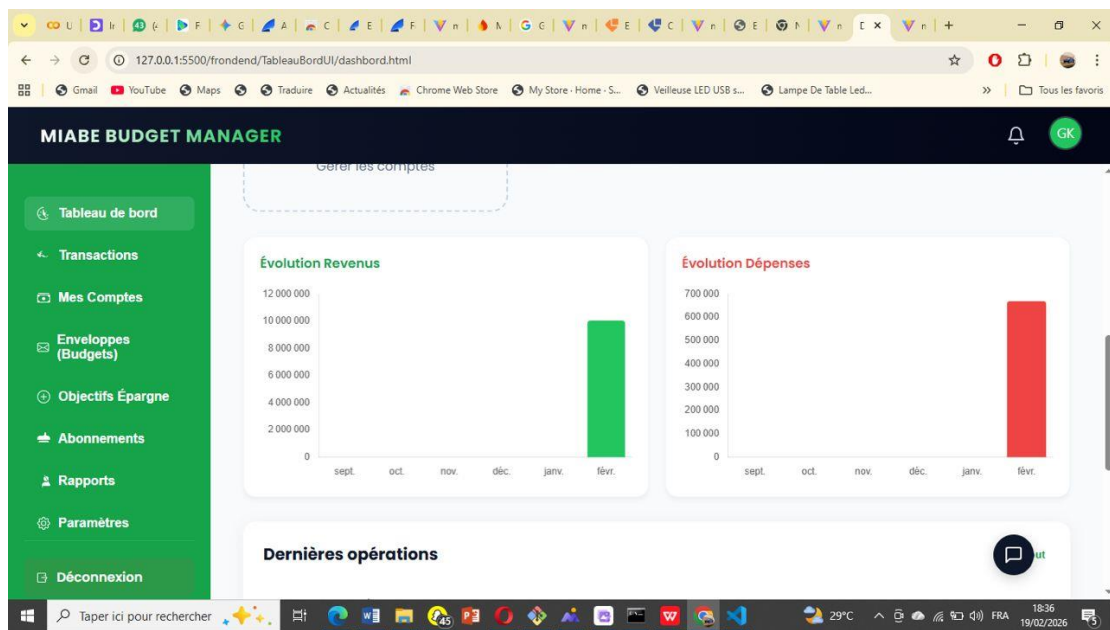 127.0.0.1:5500/frondend/TableauBordUI/dashbord.html
Gmail YouTube Maps Traduire Actualités Chrome Web Store My Store - Home - S... Veilleuse LED USB s... Lampe De Table Led... » Tous les favoris
MIABE BUDGET MANAGER
GK
Gérer les comptes
Tableau de bord
Transactions
Mes Comptes
Enveloppes
(Budgets)
Objectifs Épargne
Abonnements
Rapports
Paramètres
Déconnexion
Évolution Revenus
12 000 000
10 000 000
8 000 000
6 000 000
4 000 000
2 000 000
0
sept. oct. nov. déc. janv. févr.
Évolution Dépenses
700 000
600 000
500 000
400 000
300 000
200 000
100 000
0
sept. oct. nov. déc. janv. févr.
Dernières opérations
ut
Taper ici pour rechercher
29°C
FRA
18:36
19/02/2026